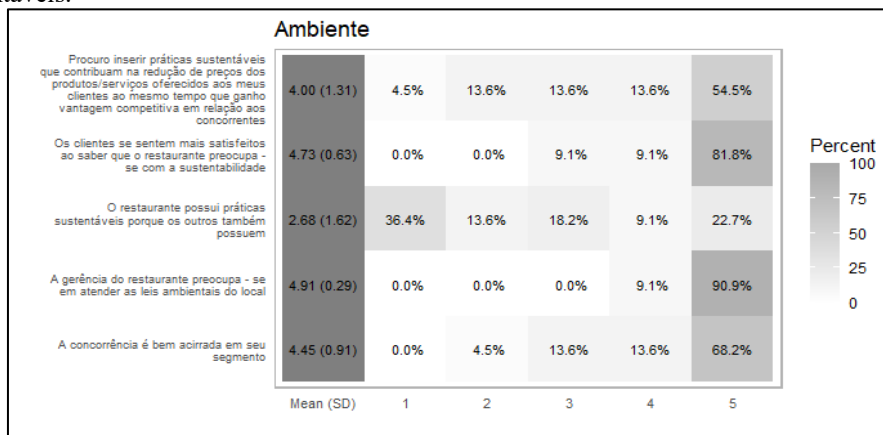 Ambiente
Procuro inserir práticas sustentáveis
que contribuam na redução de preços dos
produtos/serviços oferecidos aos meus
clientes ao mesmo tempo que ganho
vantagem competitiva em relação aos
concorrentes
4.00 (1.31) 4.5% 13.6% 13.6% 13.6% 54.5%
Os clientes se sentem mais satisfeitos
ao saber que o restaurante preocupa -
se com a sustentabilidade
4.73 (0.63) 0.0% 0.0% 9.1% 9.1% 81.8%
O restaurante possui práticas
sustentáveis porque os outros também
possuem
2.68 (1.62) 36.4% 13.6% 18.2% 9.1% 22.7%
A gerência do restaurante preocupa - se
em atender as leis ambientais do local
4.91 (0.29) 0.0% 0.0% 0.0% 9.1% 90.9%
A concorrência é bem acirrada em seu
segmento
4.45 (0.91) 0.0% 4.5% 13.6% 13.6% 68.2%
Mean (SD) 1 2 3 4 5
Percent
100
75
50
25
0